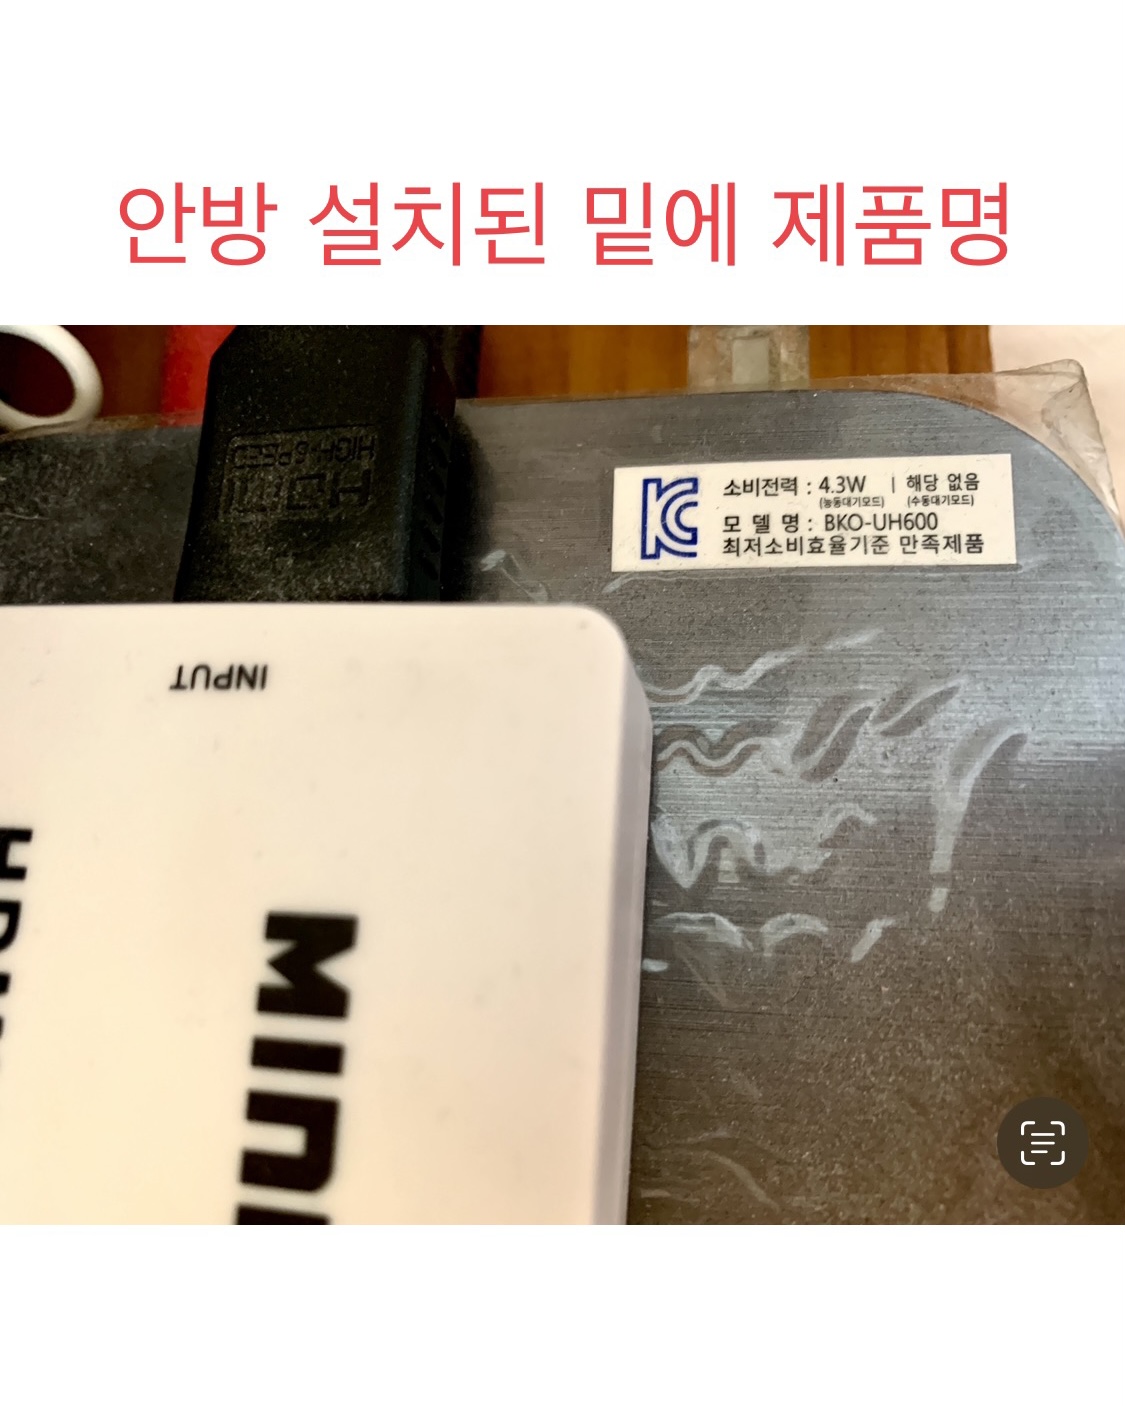 안방 설치된 밑에 제품명
HIGH-SPEED
HDMI
소비전력 : 4.3W | 해당 없음
(능동대기모드) (수동대기모드)
모 델 명 : BKO-UH600
최저소비효율기준 만족제품
INPUT
MINI